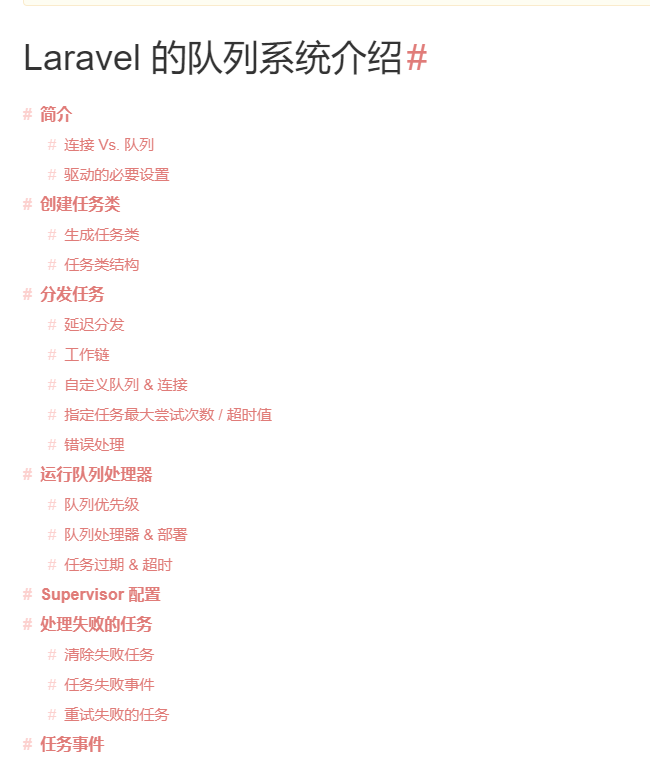 Laravel 的队列系统介绍#
# 简介
# 连接 Vs. 队列
# 驱动的必要设置
# 创建任务类
# 生成任务类
# 任务类结构
# 分发任务
# 延迟分发
# 工作链
# 自定义队列 & 连接
# 指定任务最大尝试次数 / 超时值
# 错误处理
# 运行队列处理器
# 队列优先级
# 队列处理器 & 部署
# 任务过期 & 超时
# Supervisor 配置
# 处理失败的任务
# 清除失败任务
# 任务失败事件
# 重试失败的任务
# 任务事件